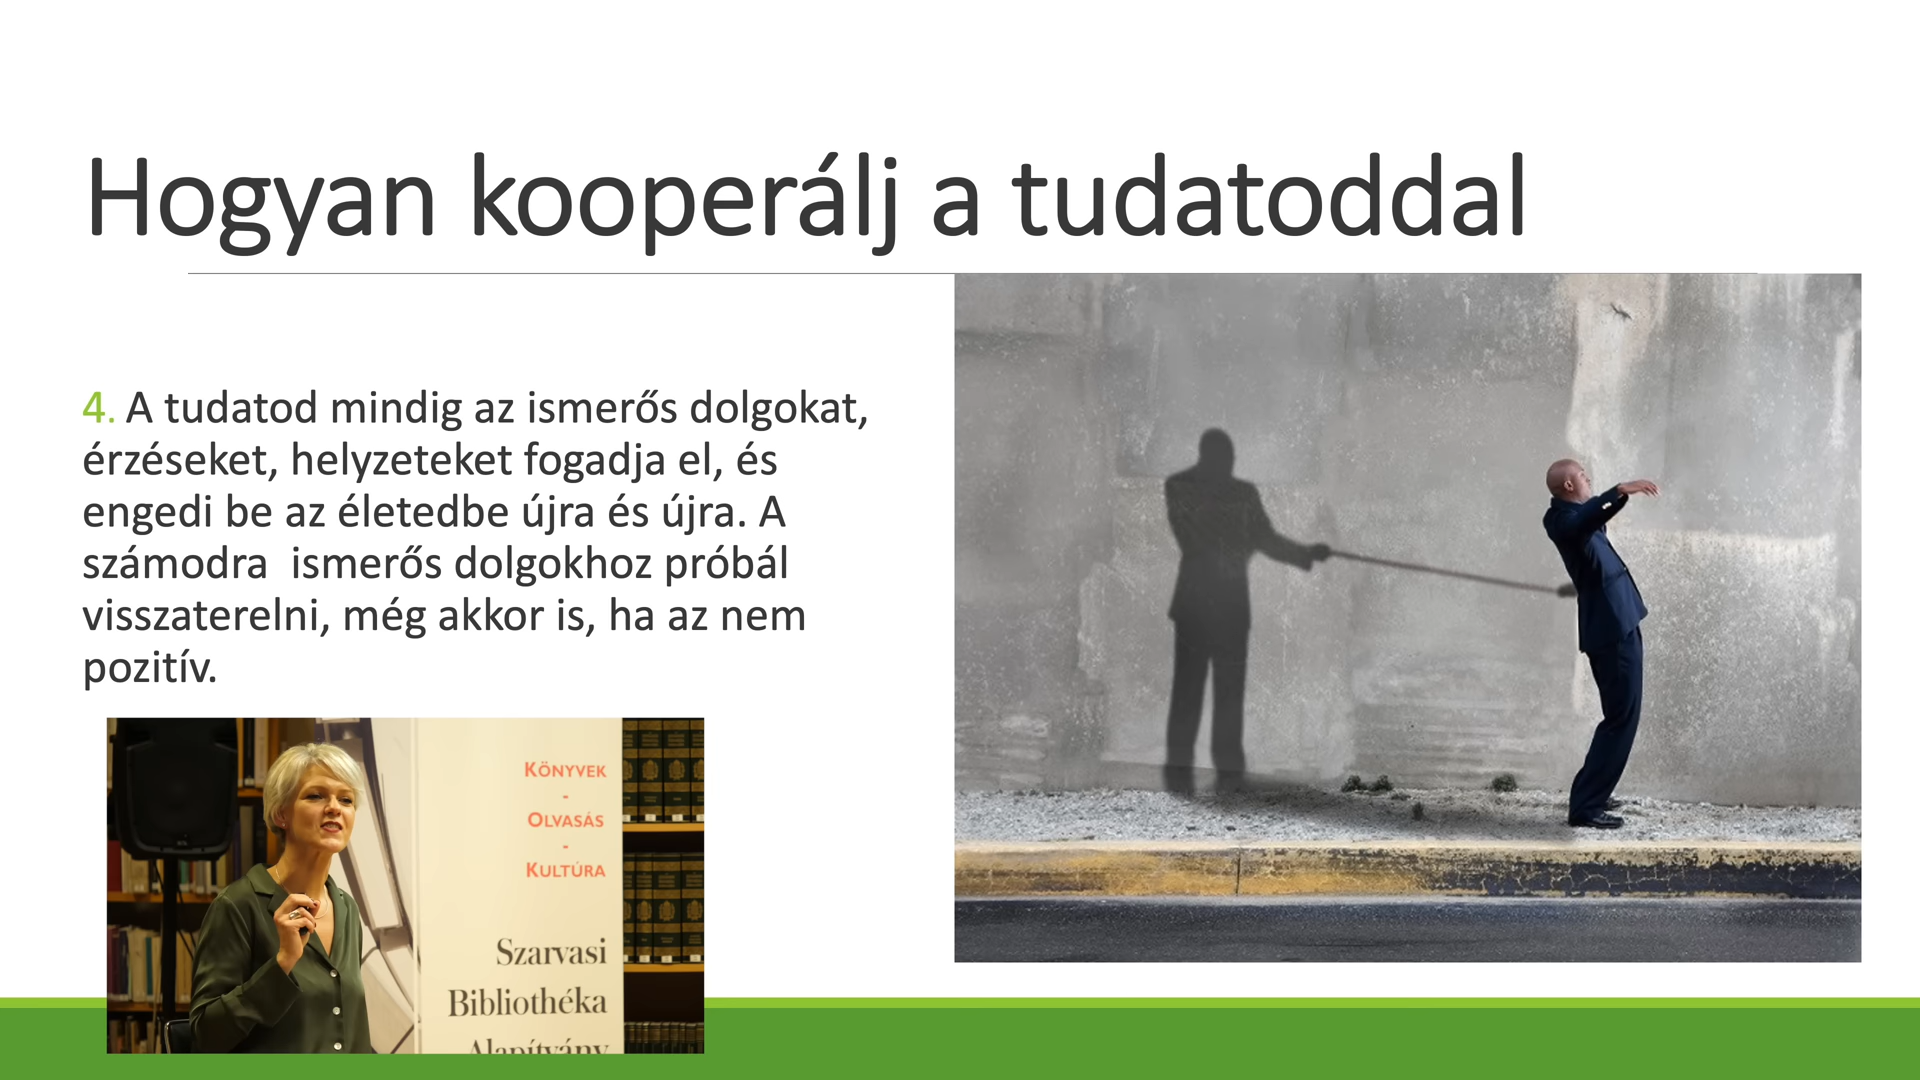 Hogyan kooperálj a tudatoddal
4. A tudatod mindig az ismerős dolgokat,
érzéseket, helyzeteket fogadja el, és
engedi be az életedbe újra és újra. A
számodra  ismerős dolgokhoz próbál
visszaterelni, még akkor is, ha az nem
pozitív.
KÖNYVEK
-
OLVASÁS
-
KULTÚRA
Szarvasi
Bibliothéka
Alapítvány